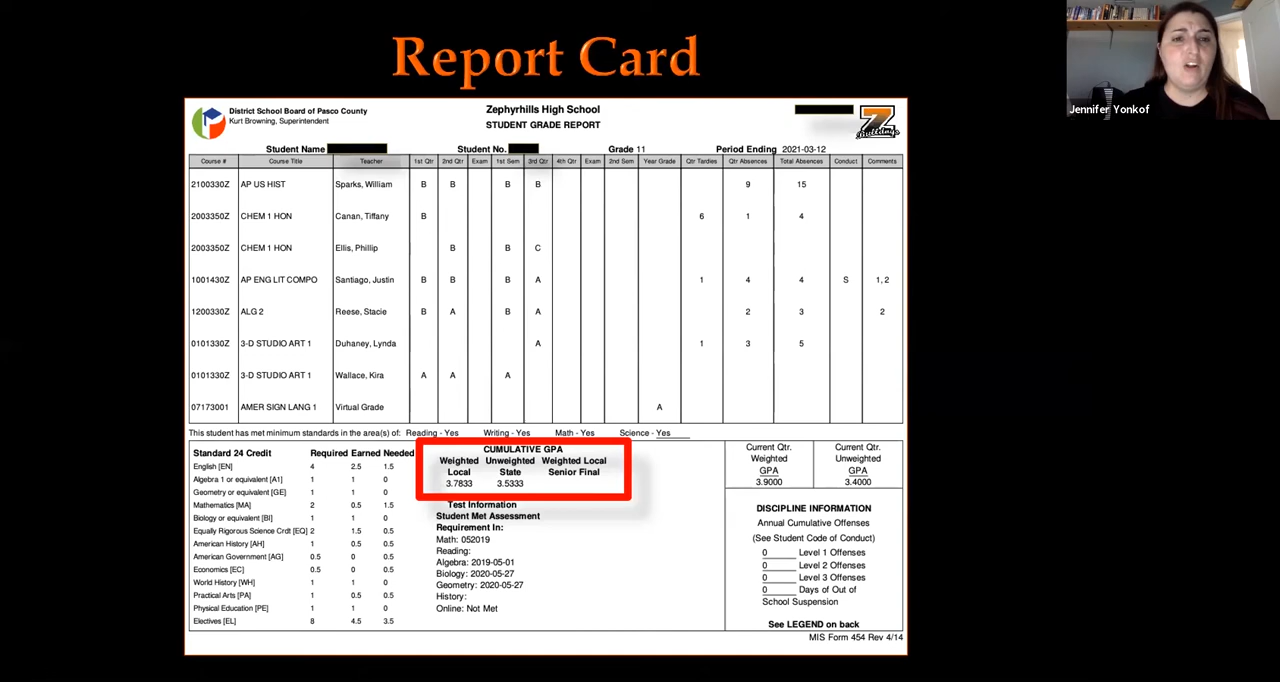 Report Card
Jennifer Yonkof
District School Board of Pasco County
Kurt Browning, Superintendent
Zephyrhills High School
STUDENT GRADE REPORT
Student Name Student No. Grade 11 Period Ending 2021-03-12
Course # Course Title Teacher 1st Qtr 2nd Qtr Exam 1st Sem 3rd Qtr 4th Qtr Exam 2nd Sem Year Grade Qtr Tardies Qtr Absences Total Absences Conduct Comments
2100330Z AP US HIST Sparks, William B B B B 9 15
2003350Z CHEM 1 HON Canan, Tiffany B 6 1 4
2003350Z CHEM 1 HON Ellis, Phillip B B C
1001430Z AP ENG LIT COMPO Santiago, Justin B B B A 1 4 4 S 1, 2
1200330Z ALG 2 Reese, Stacie B A B A 2 3 2
0101330Z 3-D STUDIO ART 1 Duhaney, Lynda A 1 3 5
0101330Z 3-D STUDIO ART 1 Wallace, Kira A A A
07173001 AMER SIGN LANG 1 Virtual Grade A
This student has met minimum standards in the area(s) of: Reading - Yes Writing - Yes Math - Yes Science - Yes
Standard 24 Credit Required Earned Needed
English [EN] 4 2.5 1.5
Algebra 1 or equivalent [A1] 1 1 0
Geometry or equivalent [GE] 1 1 0
Mathematics [MA] 2 0.5 1.5
Biology or equivalent [BI] 1 1 0
Equally Rigorous Science Crdt [EQ] 2 1.5 0.5
American History [AH] 1 0.5 0.5
American Government [AG] 0.5 0 0.5
Economics [EC] 0.5 0 0.5
World History [WH] 1 1 0
Practical Arts [PA] 1 0.5 0.5
Physical Education [PE] 1 1 0
Electives [EL] 8 4.5 3.5
CUMULATIVE GPA
Weighted Unweighted Weighted Local
Local State Senior Final
3.7833 3.5333
Test Information
Student Met Assessment
Requirement In:
Math: 052019
Reading:
Algebra: 2019-05-01
Biology: 2020-05-27
Geometry: 2020-05-27
History:
Online: Not Met
Current Qtr.
Weighted
GPA
3.9000
Current Qtr.
Unweighted
GPA
3.4000
DISCIPLINE INFORMATION
Annual Cumulative Offenses
(See Student Code of Conduct)
0 Level 1 Offenses
0 Level 2 Offenses
0 Level 3 Offenses
0 Days of Out of
School Suspension
See LEGEND on back
MIS Form 454 Rev 4/14